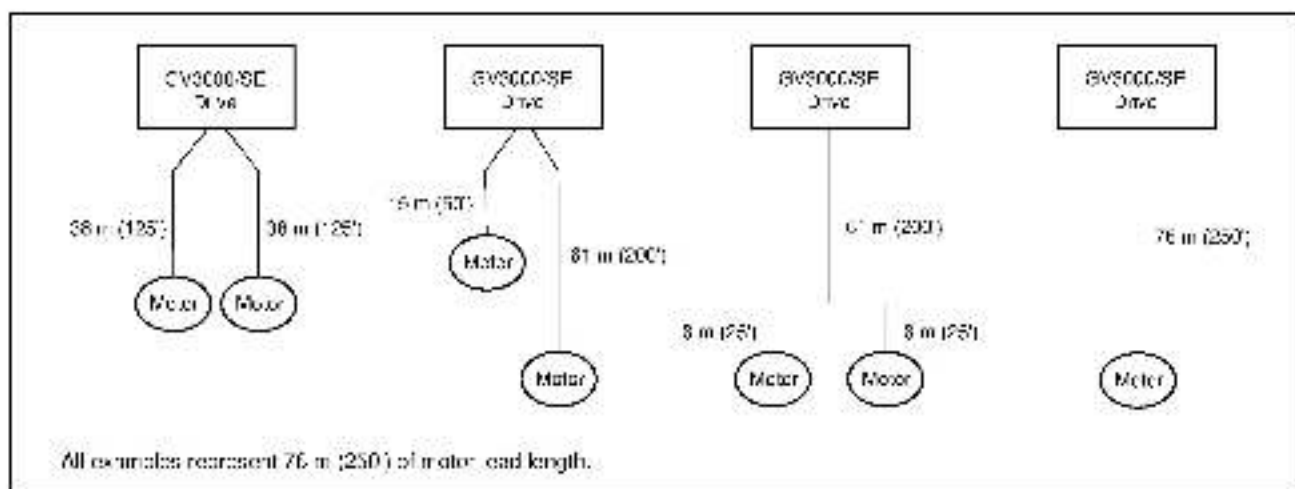 GV3000/SE
Drive
GV3000/SE
Drive
GV3000/SE
Drive
GV3000/SE
Drive
38 m (125')
38 m (125')
15 m (50')
61 m (200')
61 m (200')
76 m (250')
8 m (25')
8 m (25')
Motor
Motor
Motor
Motor
Motor
Motor
Motor
All examples represent 76 m (250') of motor lead length.